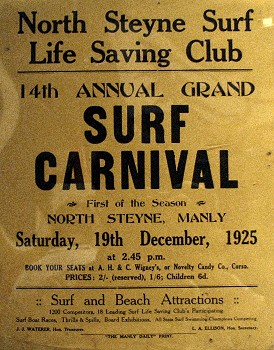 North Steyne Surf
Life Saving Club
14th ANNUAL GRAND
SURF
CARNIVAL
First of the Season
NORTH STEYNE, MANLY
Saturday, 19th December, 1925
at 2.45 p.m.
BOOK YOUR SEATS at A. H. & C. Wigney's, or Novelty Candy Co., Corso.
PRICES: 2/- (reserved), 1/6; Children 6d.
:: Surf and Beach Attractions ::
1200 Competitors, 18 Leading Surf Life Saving Club's Participating.
Surf Boat Races, Thrills & Spills, Board Exhibitions. All State Surf Swimming Champions Competing
J. J. WATERER, Hon. Treasurer. L. A. ELLISON, Hon. Secretary.
"THE MANLY DAILY" PRINT.